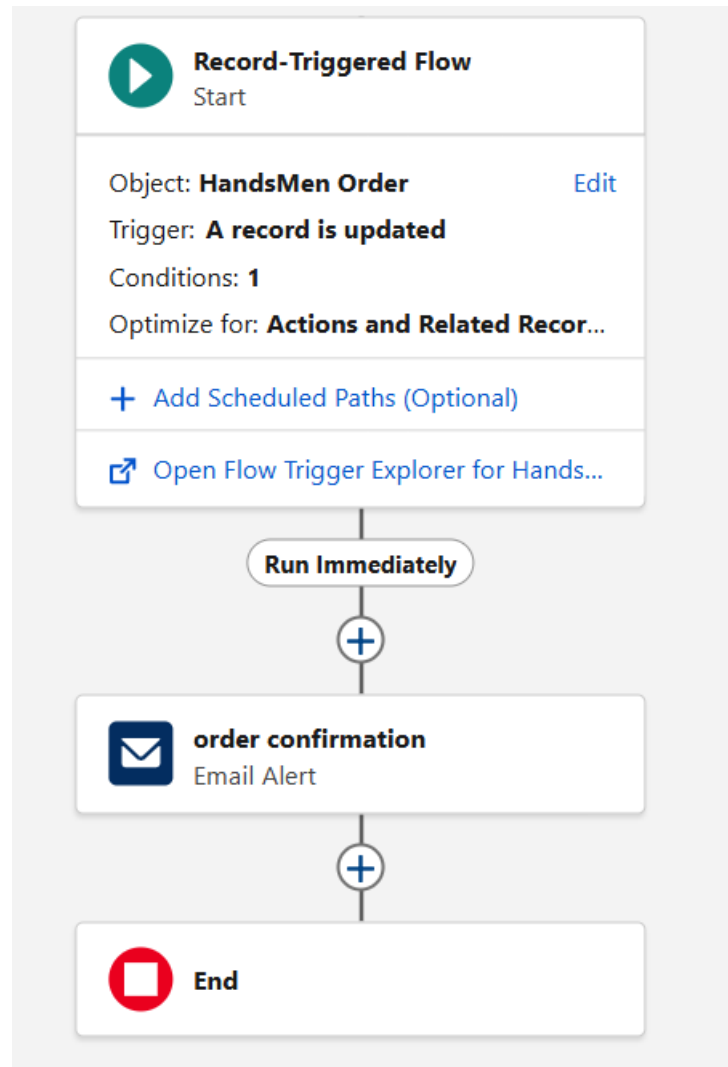 Record-Triggered Flow
Start
Object: HandsMen Order Edit
Trigger: A record is updated
Conditions: 1
Optimize for: Actions and Related Recor...
Add Scheduled Paths (Optional)
Open Flow Trigger Explorer for Hands...
Run Immediately
order confirmation
Email Alert
End